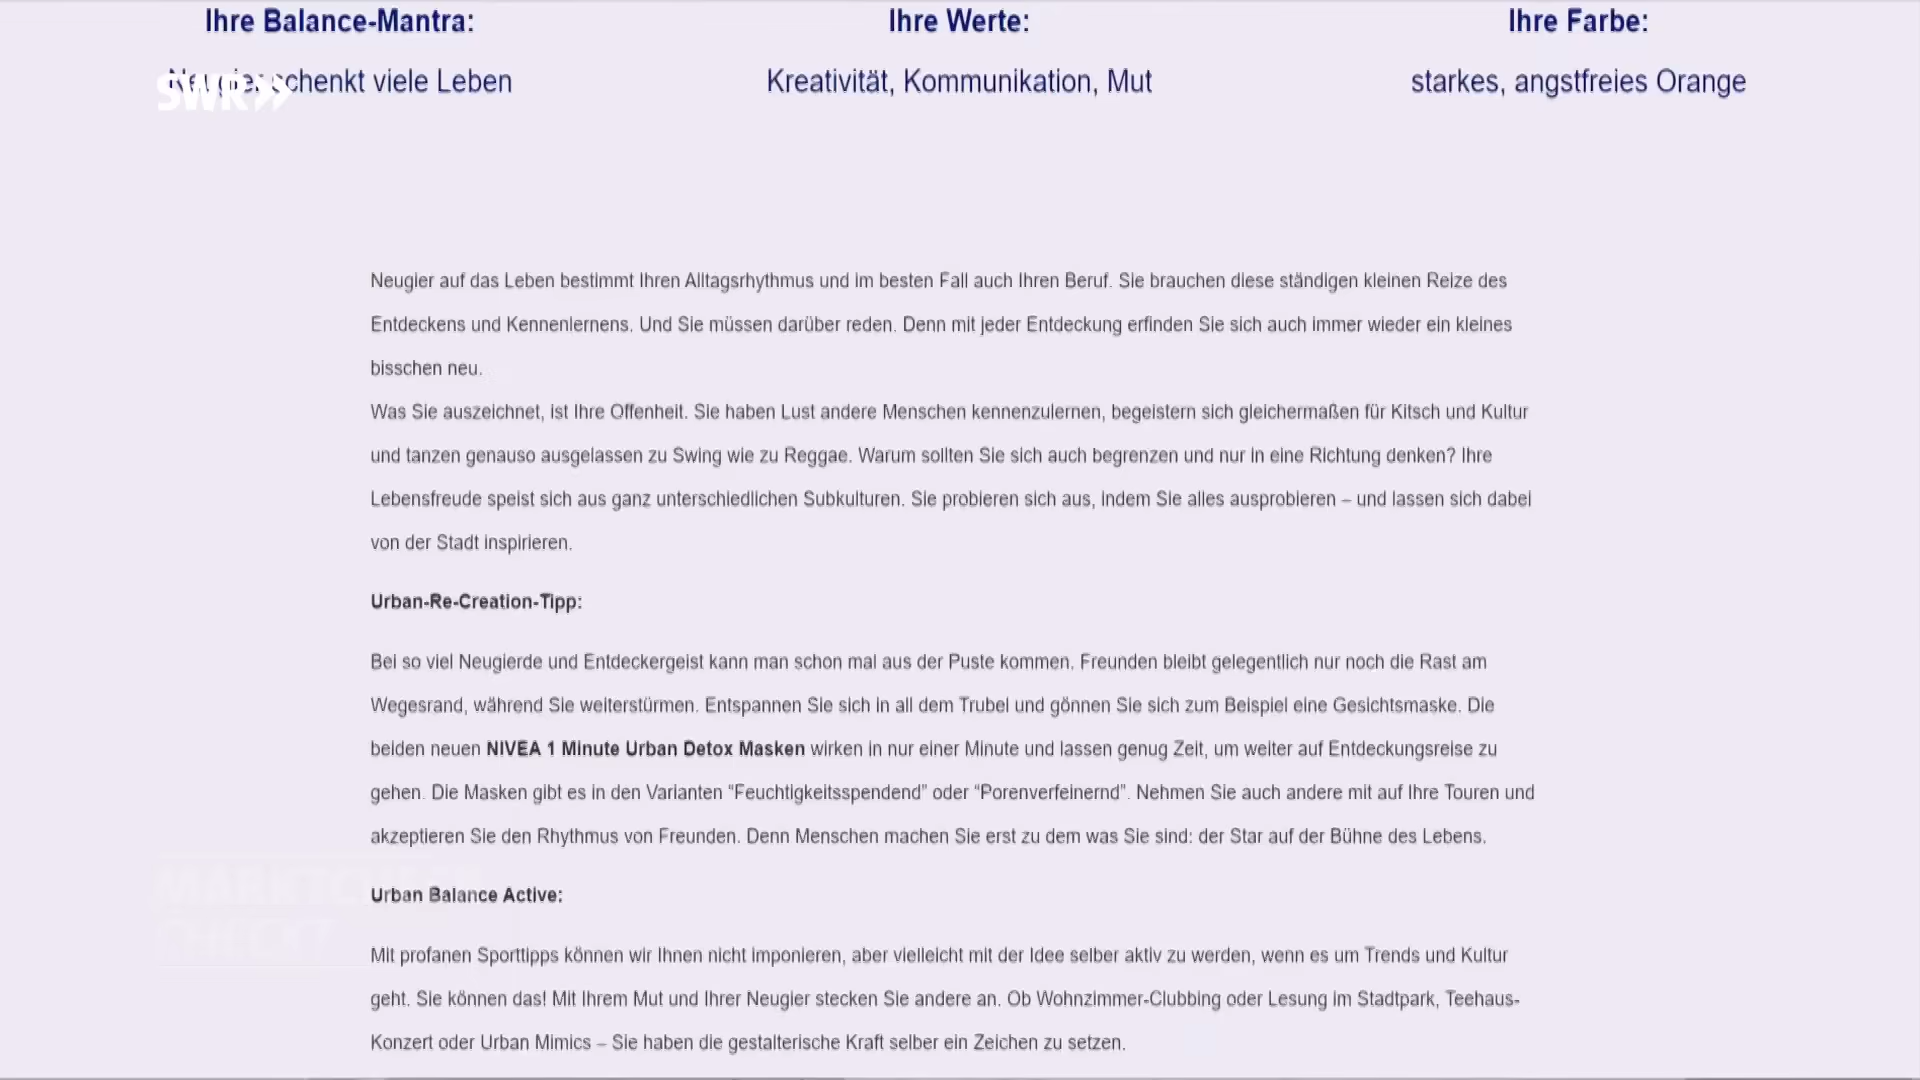 Ihre Balance-Mantra: Ihre Werte: Ihre Farbe:
Neugier schenkt viele Leben Kreativität, Kommunikation, Mut starkes, angstfreies Orange
SWR
Neugier auf das Leben bestimmt Ihren Alltagsrhythmus und im besten Fall auch Ihren Beruf. Sie brauchen diese ständigen kleinen Reize des
Entdeckens und Kennenlernens. Und Sie müssen darüber reden. Denn mit jeder Entdeckung erfinden Sie sich auch immer wieder ein kleines
bisschen neu.
Was Sie auszeichnet, ist Ihre Offenheit. Sie haben Lust andere Menschen kennenzulernen, begeistern sich gleichermaßen für Kitsch und Kultur
und tanzen genauso ausgelassen zu Swing wie zu Reggae. Warum sollten Sie sich auch begrenzen und nur in eine Richtung denken? Ihre
Lebensfreude speist sich aus ganz unterschiedlichen Subkulturen. Sie probieren sich aus, indem Sie alles ausprobieren – und lassen sich dabei
von der Stadt inspirieren.
Urban-Re-Creation-Tipp:
Bei so viel Neugierde und Entdeckergeist kann man schon mal aus der Puste kommen. Freunden bleibt gelegentlich nur noch die Rast am
Wegesrand, während Sie weiterstürmen. Entspannen Sie sich in all dem Trubel und gönnen Sie sich zum Beispiel eine Gesichtsmaske. Die
beiden neuen NIVEA 1 Minute Urban Detox Masken wirken in nur einer Minute und lassen genug Zeit, um weiter auf Entdeckungsreise zu
gehen. Die Masken gibt es in den Varianten “Feuchtigkeitsspendend” oder “Porenverfeinernd”. Nehmen Sie auch andere mit auf Ihre Touren und
akzeptieren Sie den Rhythmus von Freunden. Denn Menschen machen Sie erst zu dem was Sie sind: der Star auf der Bühne des Lebens.
MARKTCHECK
CHECKT
Urban Balance Active:
Mit profanen Sporttipps können wir Ihnen nicht imponieren, aber vielleicht mit der Idee selber aktiv zu werden, wenn es um Trends und Kultur
geht. Sie können das! Mit Ihrem Mut und Ihrer Neugier stecken Sie andere an. Ob Wohnzimmer-Clubbing oder Lesung im Stadtpark, Teehaus-
Konzert oder Urban Mimics – Sie haben die gestalterische Kraft selber ein Zeichen zu setzen.